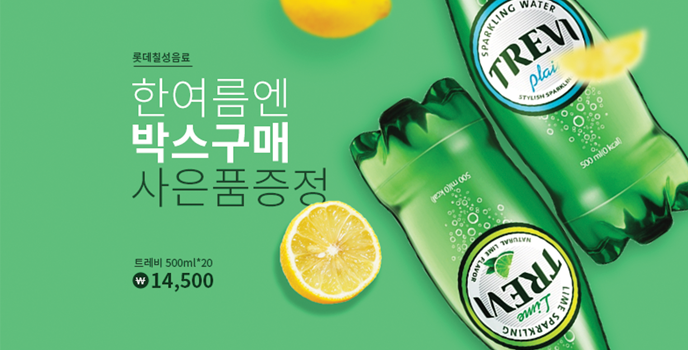 롯데칠성음료
한여름엔
박스구매
사은품증정
트레비 500ml*20
₩ 14,500
SPARKLING WATER
TREVI
plai
STYLISH SPARKLING
500 ml(0 kcal)
500 ml(0 kcal)
NATURAL LIME FLAVOR
TREVI
Lime
LIME SPARKLING